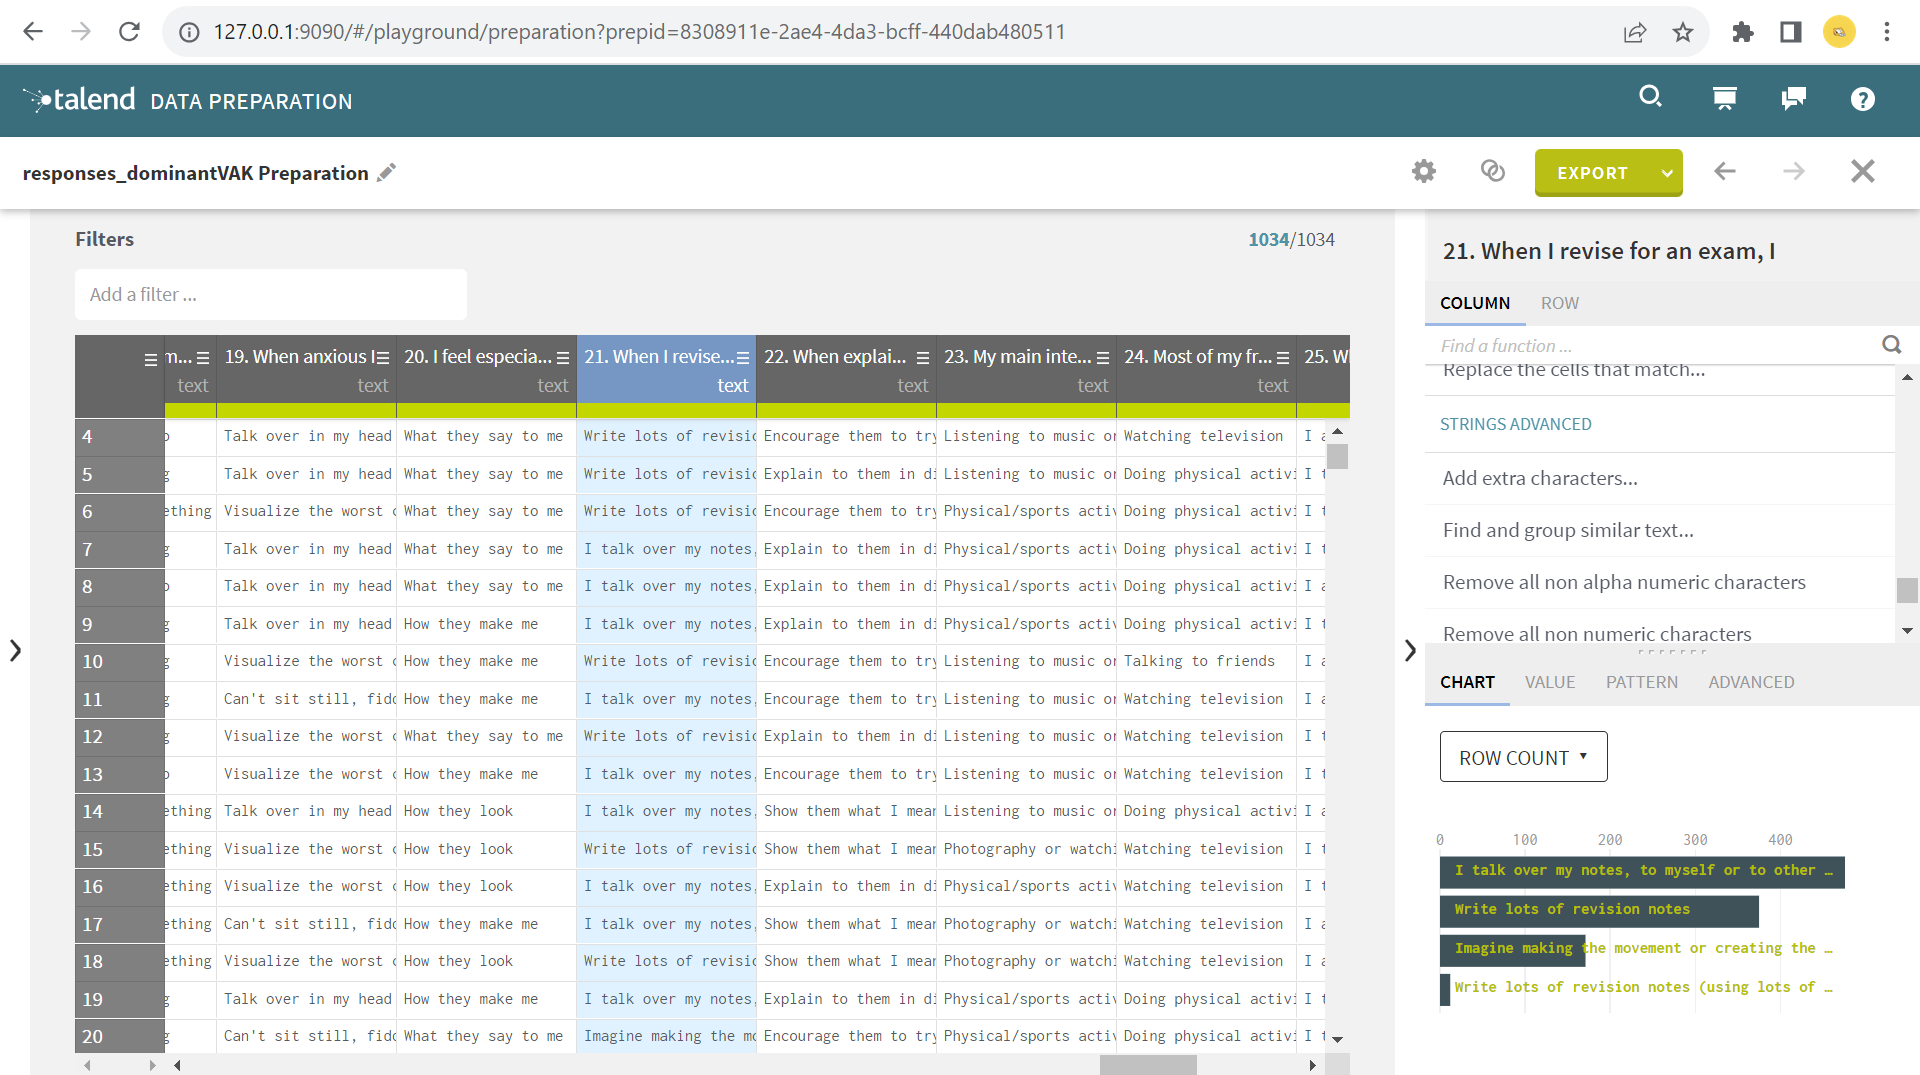 127.0.0.1:9090/#/playground/preparation?prepid=8308911e-2ae4-4da3-bcff-440dab480511
talend DATA PREPARATION
responses_dominantVAK Preparation
EXPORT
Filters
1034/1034
Add a filter ...
m... 19. When anxious I 20. I feel especia... 21. When I revise... 22. When explai... 23. My main inte... 24. Most of my fr... 25. W
text text text text text text text
4 Talk over in my head What they say to me Write lots of revisi Encourage them to try Listening to music or Watching television I a
5 g Talk over in my head What they say to me Write lots of revisi Explain to them in di Listening to music or Doing physical activi I t
6 ething Visualize the worst c What they say to me Write lots of revisi Encourage them to try Physical/sports activ Doing physical activi I t
7 g Talk over in my head What they say to me I talk over my notes, Explain to them in di Physical/sports activ Doing physical activi I t
8 Talk over in my head What they say to me I talk over my notes, Explain to them in di Physical/sports activ Doing physical activi I a
9 g Talk over in my head How they make me I talk over my notes, Explain to them in di Physical/sports activ Doing physical activi I t
10 g Visualize the worst c How they make me Write lots of revisi Encourage them to try Listening to music or Talking to friends I a
11 g Can't sit still, fidd How they make me I talk over my notes, Encourage them to try Listening to music or Watching television I a
12 g Visualize the worst c What they say to me Write lots of revisi Explain to them in di Listening to music or Watching television I t
13 Visualize the worst c How they make me I talk over my notes, Encourage them to try Listening to music or Watching television I t
14 ething Talk over in my head How they look I talk over my notes, Show them what I mean Listening to music or Doing physical activi I a
15 ething Visualize the worst c How they look Write lots of revisi Show them what I mean Photography or watchi Watching television I t
16 ething Visualize the worst c How they look I talk over my notes, Explain to them in di Physical/sports activ Watching television I t
17 ething Can't sit still, fidd How they make me I talk over my notes, Show them what I mean Photography or watchi Watching television I t
18 ething Visualize the worst c How they look Write lots of revisi Show them what I mean Photography or watchi Watching television I a
19 g Talk over in my head How they make me I talk over my notes, Explain to them in di Physical/sports activ Doing physical activi I t
20 g Can't sit still, fidd What they say to me Imagine making the mo Encourage them to try Physical/sports activ Doing physical activi I t
21. When I revise for an exam, I
COLUMN ROW
Find a function ...
Replace the cells that match...
STRINGS ADVANCED
Add extra characters...
Find and group similar text...
Remove all non alpha numeric characters
Remove all non numeric characters
CHART VALUE PATTERN ADVANCED
ROW COUNT
0 100 200 300 400
I talk over my notes, to myself or to other …
Write lots of revision notes
Imagine making the movement or creating the …
Write lots of revision notes (using lots of …